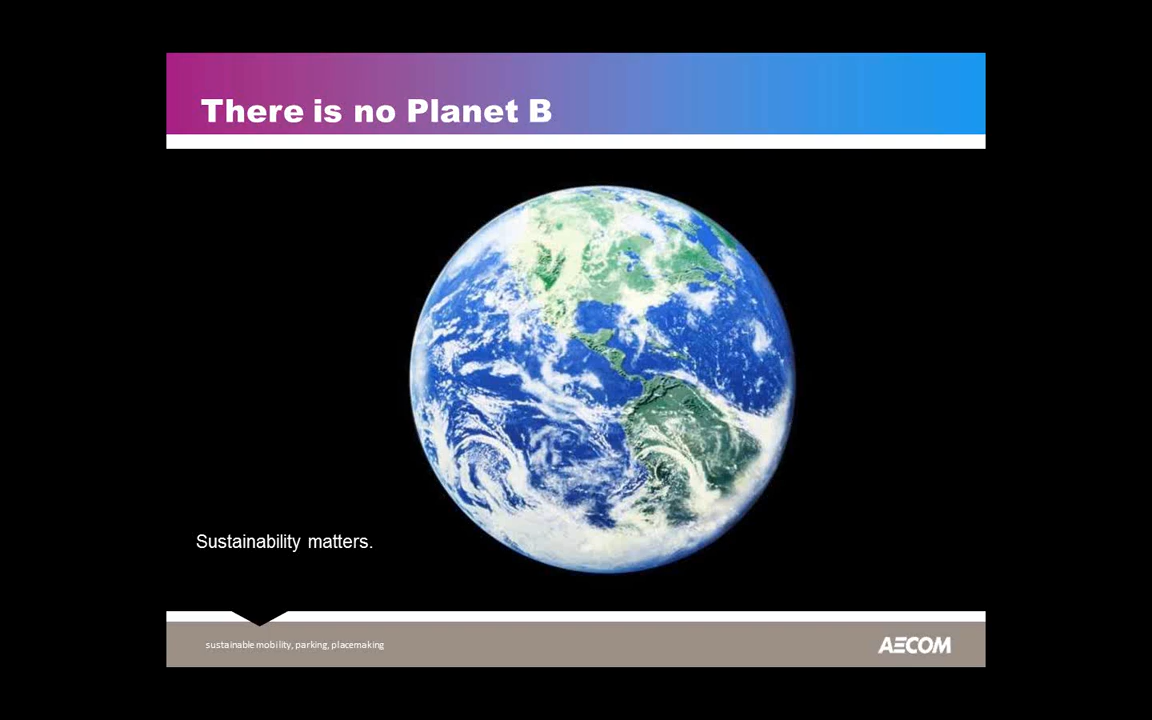 There is no Planet B
Sustainability matters.
sustainable mobility, parking, placemaking
AECOM